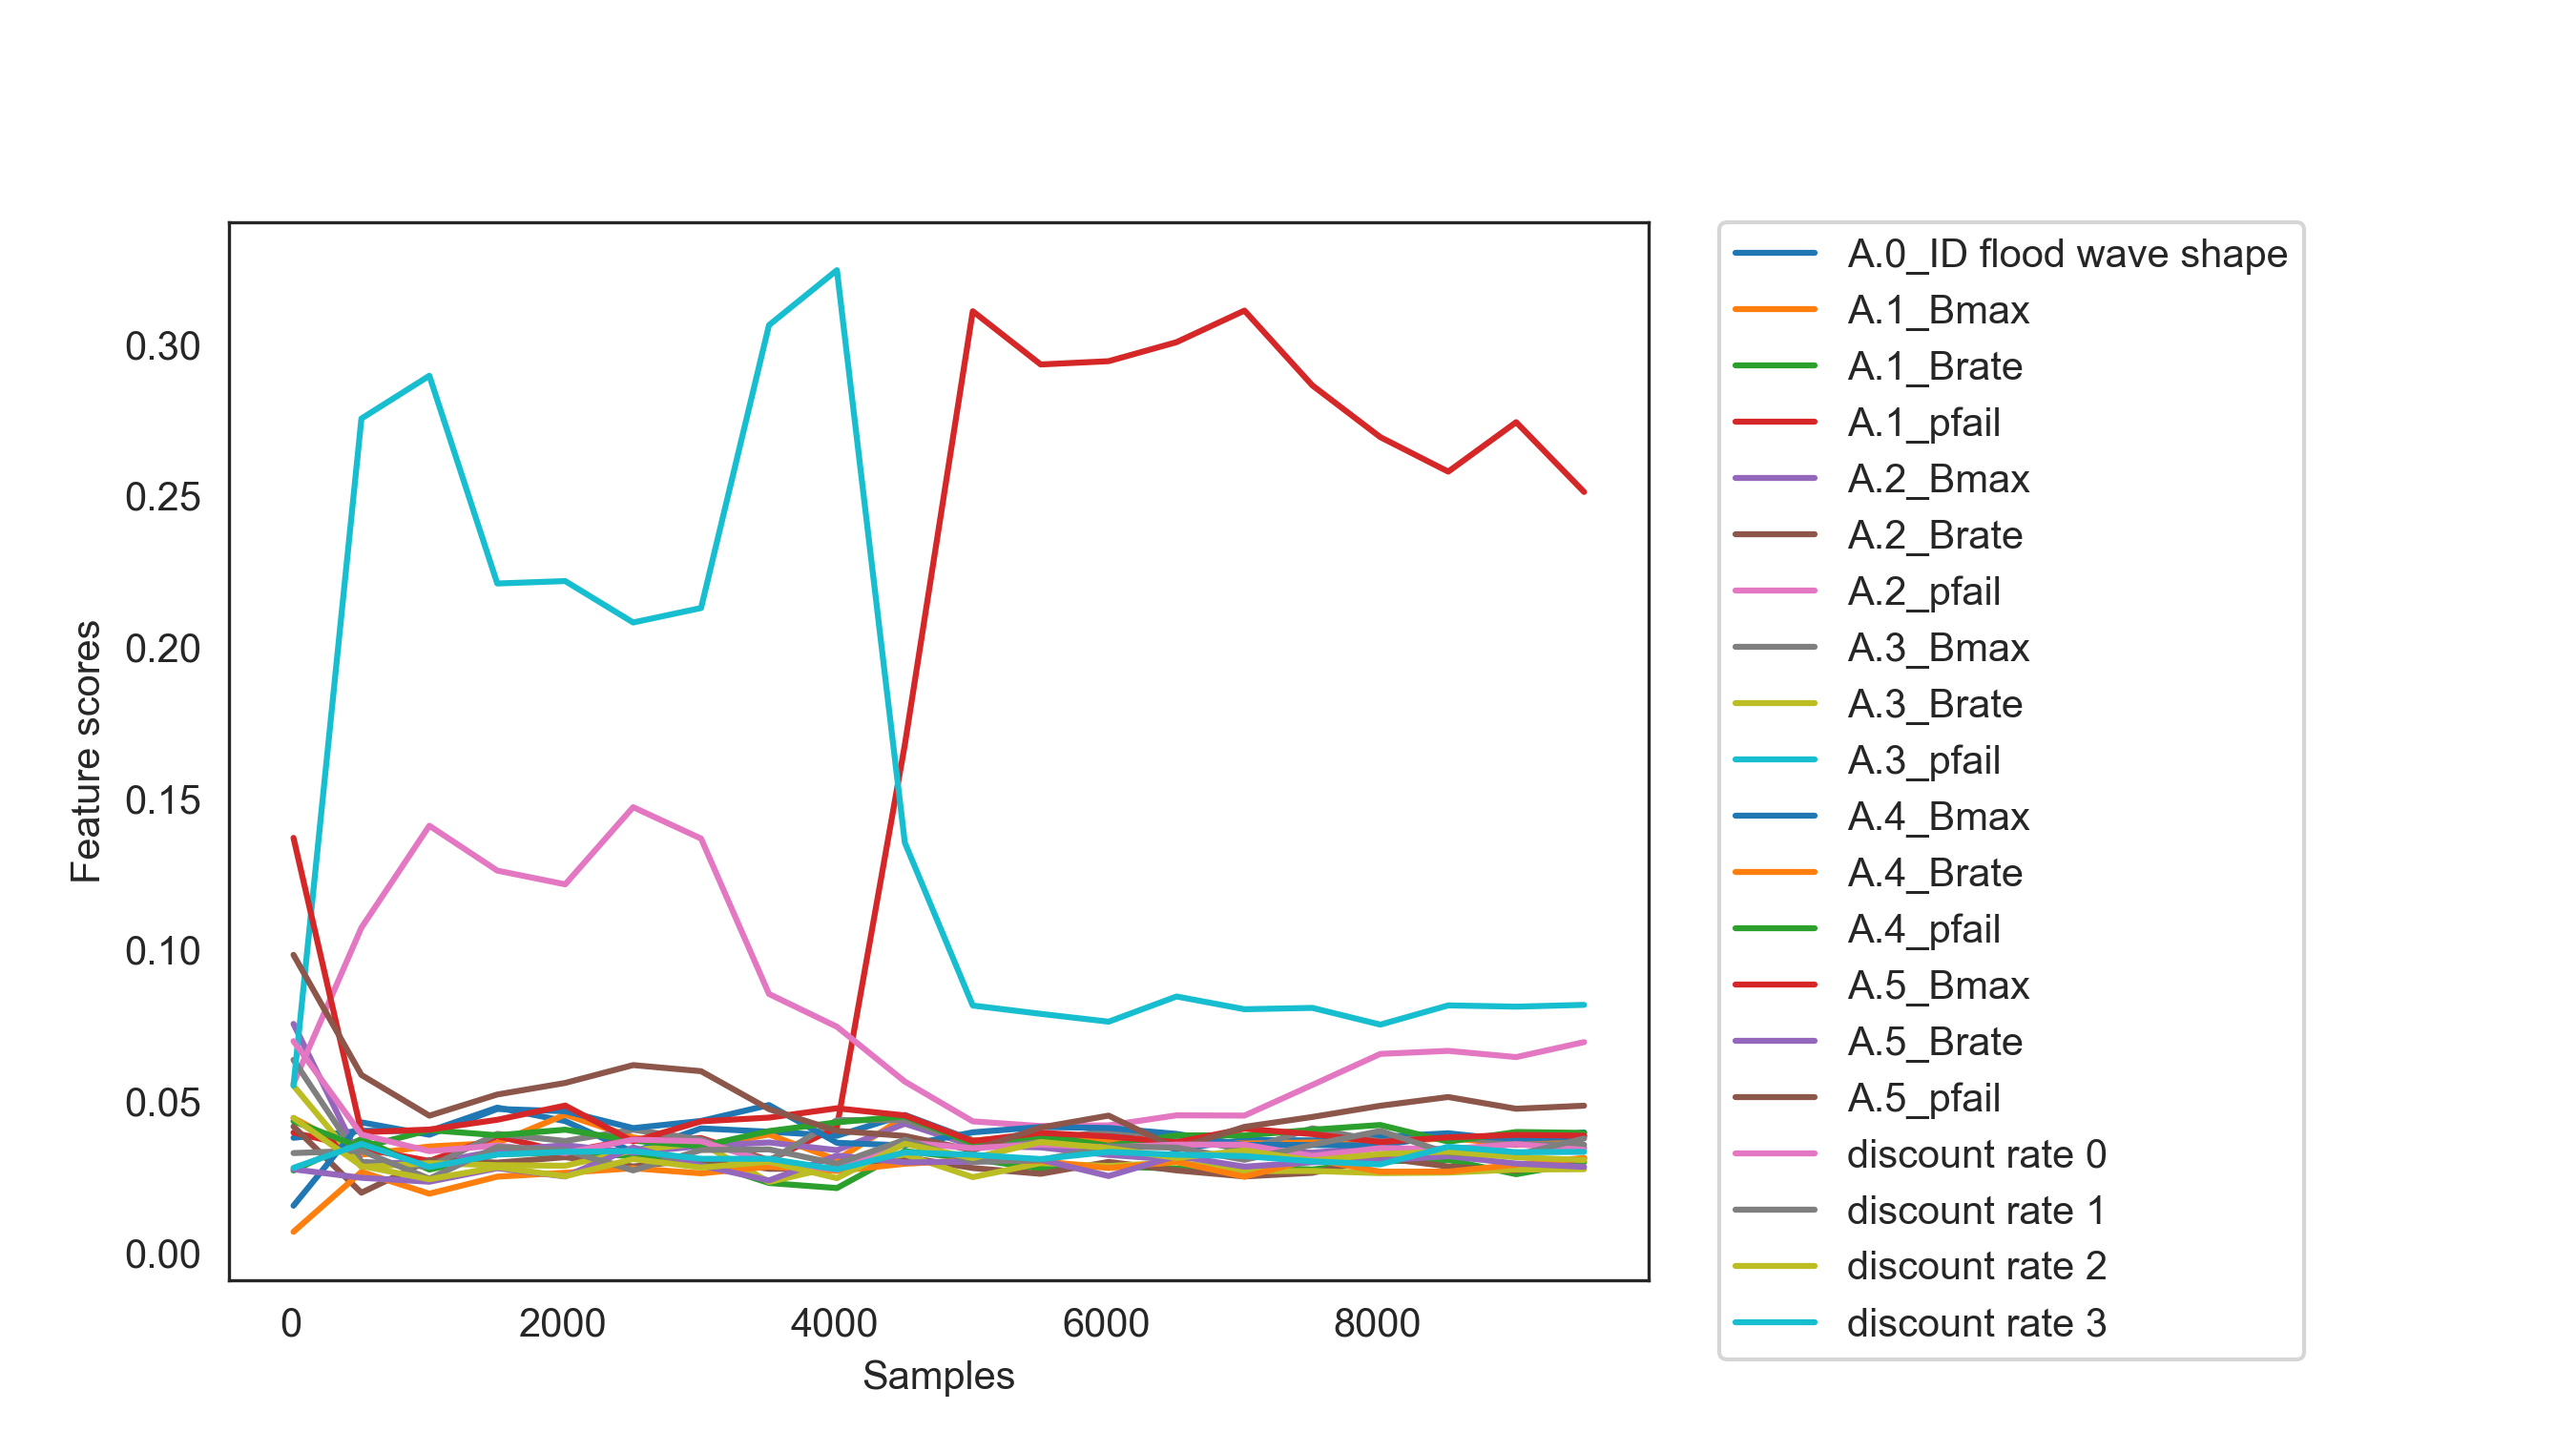 0.30
0.25
0.20
0.15
0.10
0.05
0.00
Feature scores
0
2000
4000
6000
8000
Samples
A.0_ID flood wave shape
A.1_Bmax
A.1_Brate
A.1_pfail
A.2_Bmax
A.2_Brate
A.2_pfail
A.3_Bmax
A.3_Brate
A.3_pfail
A.4_Bmax
A.4_Brate
A.4_pfail
A.5_Bmax
A.5_Brate
A.5_pfail
discount rate 0
discount rate 1
discount rate 2
discount rate 3